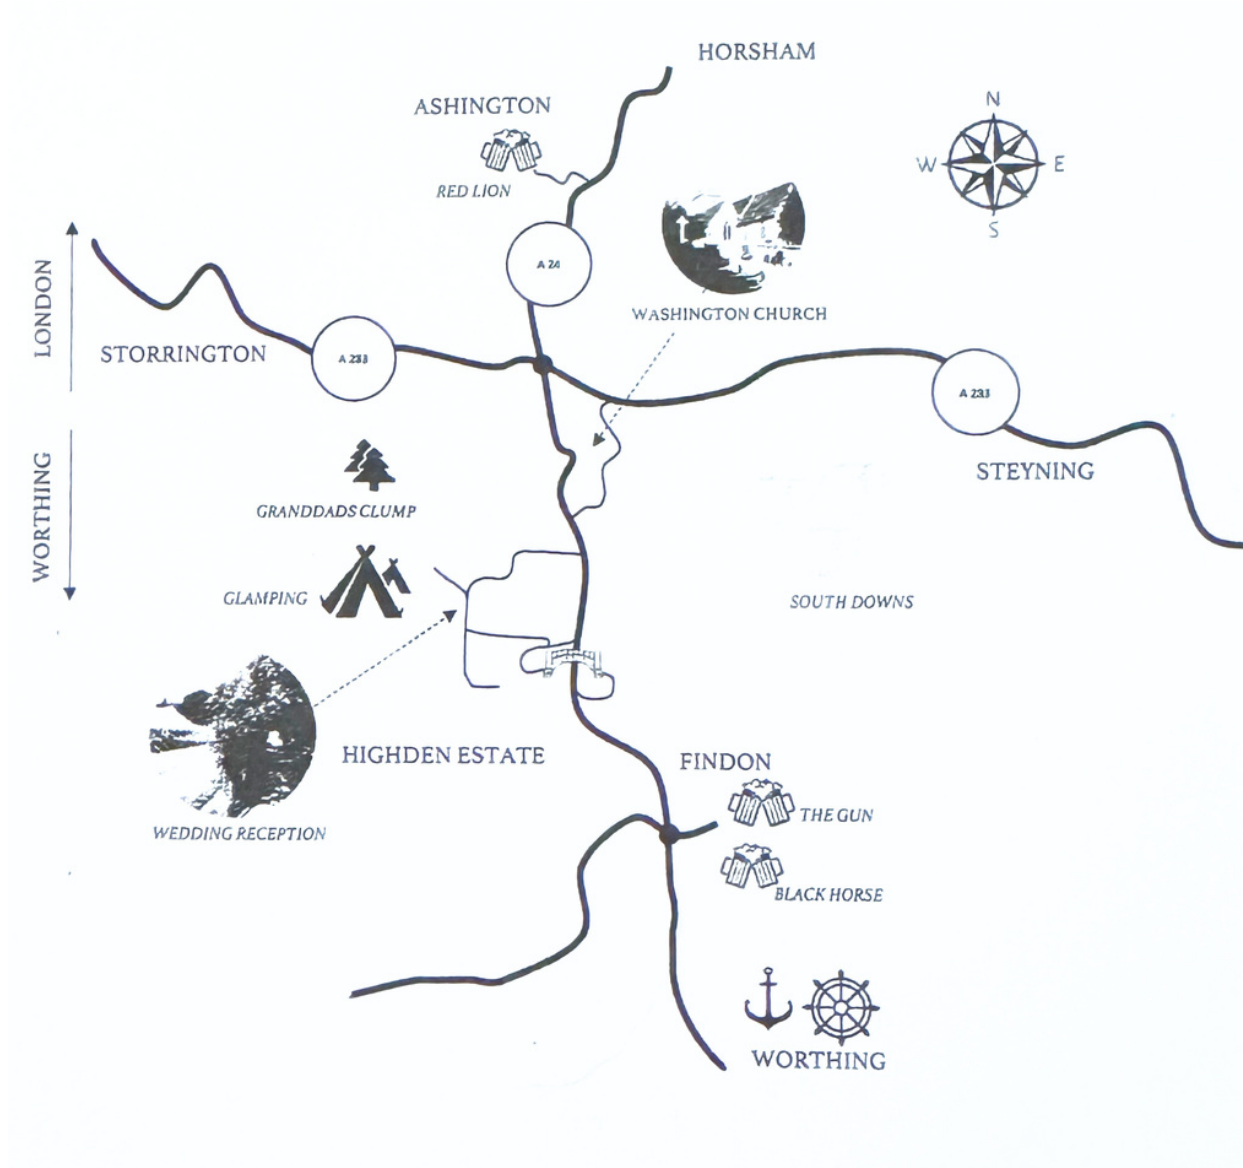 HORSHAM
ASHINGTON
RED LION
N
W
E
S
A 24
WASHINGTON CHURCH
LONDON
STORRINGTON
A 283
A 283
STEYNING
WORTHING
GRANDDADS CLUMP
GLAMPING
SOUTH DOWNS
HIGHDEN ESTATE
WEDDING RECEPTION
FINDON
THE GUN
BLACK HORSE
WORTHING